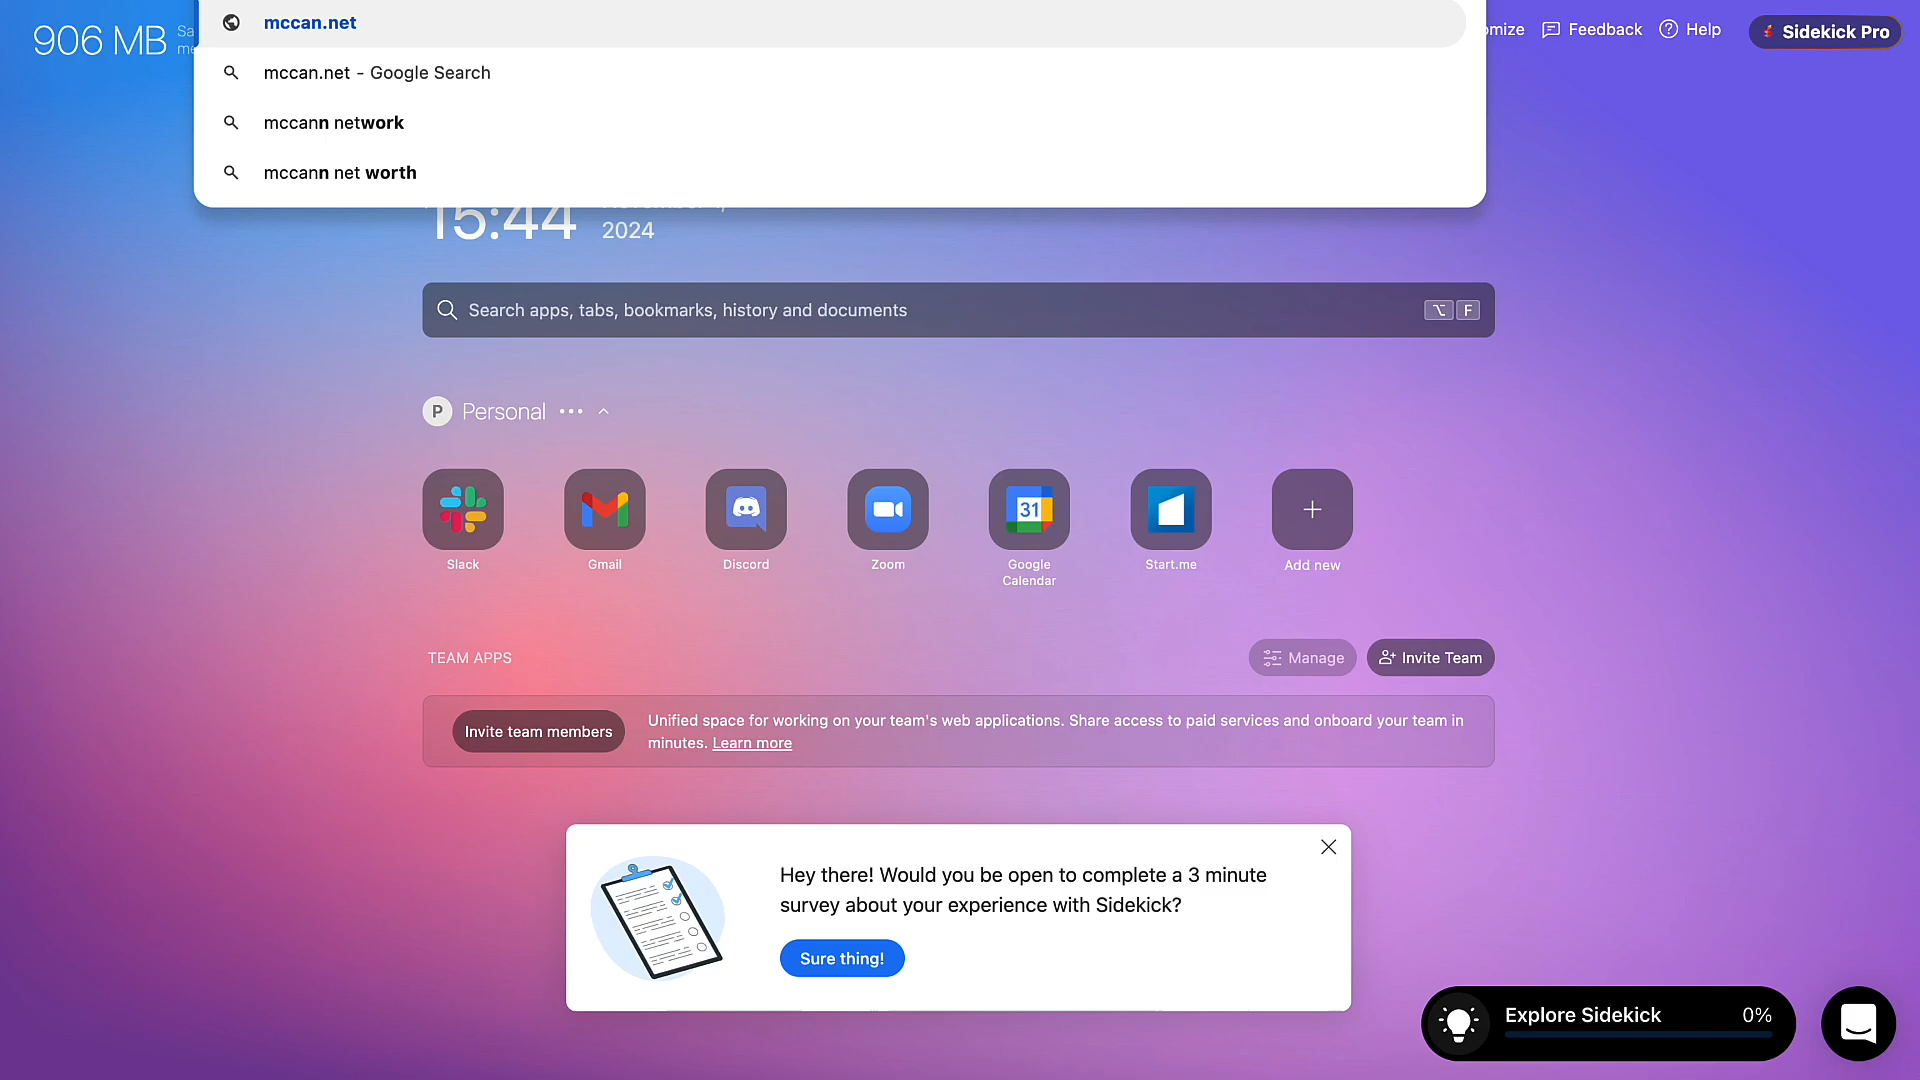 906 MB
mccan.net
omize
Feedback
Help
Sidekick Pro
mccan.net - Google Search
mccann network
mccann net worth
15:44
2024
Search apps, tabs, bookmarks, history and documents
F
P
Personal
31
Slack
Gmail
Discord
Zoom
Google
Calendar
Start.me
Add new
TEAM APPS
Manage
Invite Team
Invite team members
Unified space for working on your team's web applications. Share access to paid services and onboard your team in
minutes. Learn more
Hey there! Would you be open to complete a 3 minute
survey about your experience with Sidekick?
Sure thing!
Explore Sidekick
0%